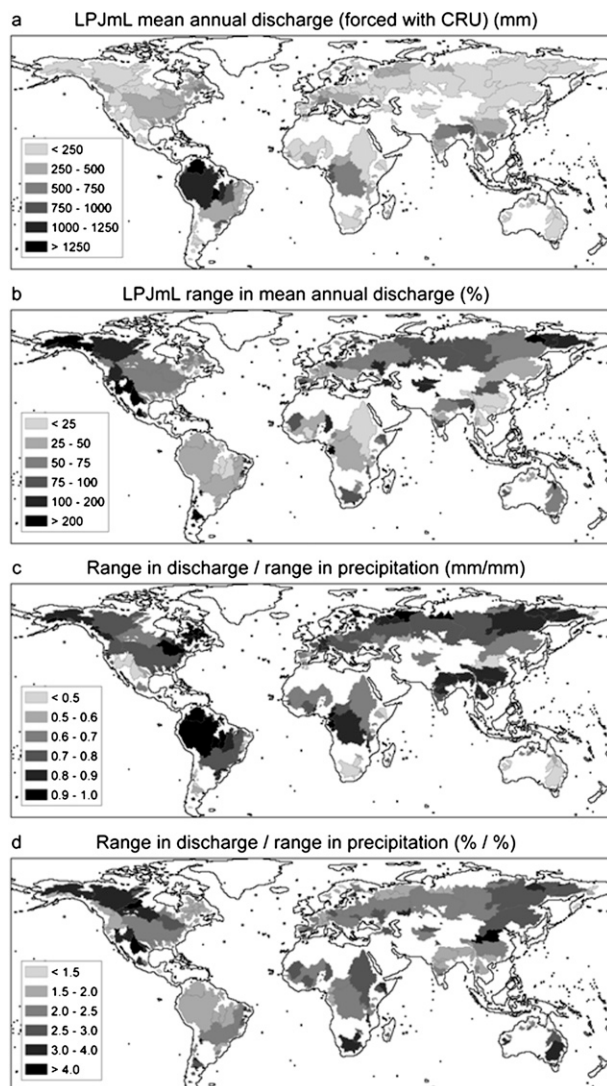 a LPJmL mean annual discharge (forced with CRU) (mm)
< 250
250 - 500
500 - 750
750 - 1000
1000 - 1250
> 1250
b LPJmL range in mean annual discharge (%)
< 25
25 - 50
50 - 75
75 - 100
100 - 200
> 200
c Range in discharge / range in precipitation (mm/mm)
< 0.5
0.5 - 0.6
0.6 - 0.7
0.7 - 0.8
0.8 - 0.9
0.9 - 1.0
d Range in discharge / range in precipitation (% / %)
< 1.5
1.5 - 2.0
2.0 - 2.5
2.5 - 3.0
3.0 - 4.0
> 4.0